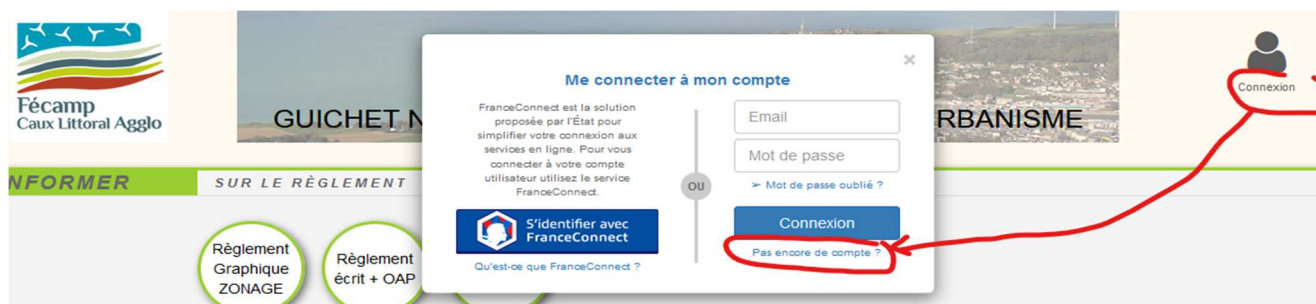 Fécamp
Caux Littoral Agglo
GUICHET N
RBANISME
Connexion
×
Me connecter à mon compte
FranceConnect est la solution
proposée par l'État pour
simplifier votre connexion aux
services en ligne. Pour vous
connecter à votre compte
utilisateur utilisez le service
FranceConnect.
S'identifier avec
FranceConnect
Qu'est-ce que FranceConnect ?
OU
Email
Mot de passe
➢ Mot de passe oublié ?
Connexion
Pas encore de compte ?
NFORMER
SUR LE RÈGLEMENT
Règlement
Graphique
ZONAGE
Règlement
écrit + OAP